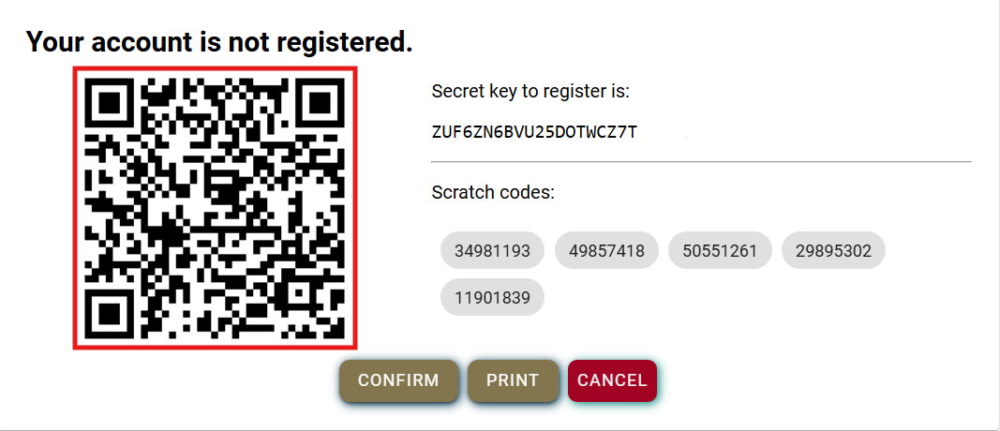 Your account is not registered.
Secret key to register is:
ZUF6ZN6BVU25DOTWCZ7T
Scratch codes:
34981193 49857418 50551261 29895302
11901839
CONFIRM PRINT CANCEL